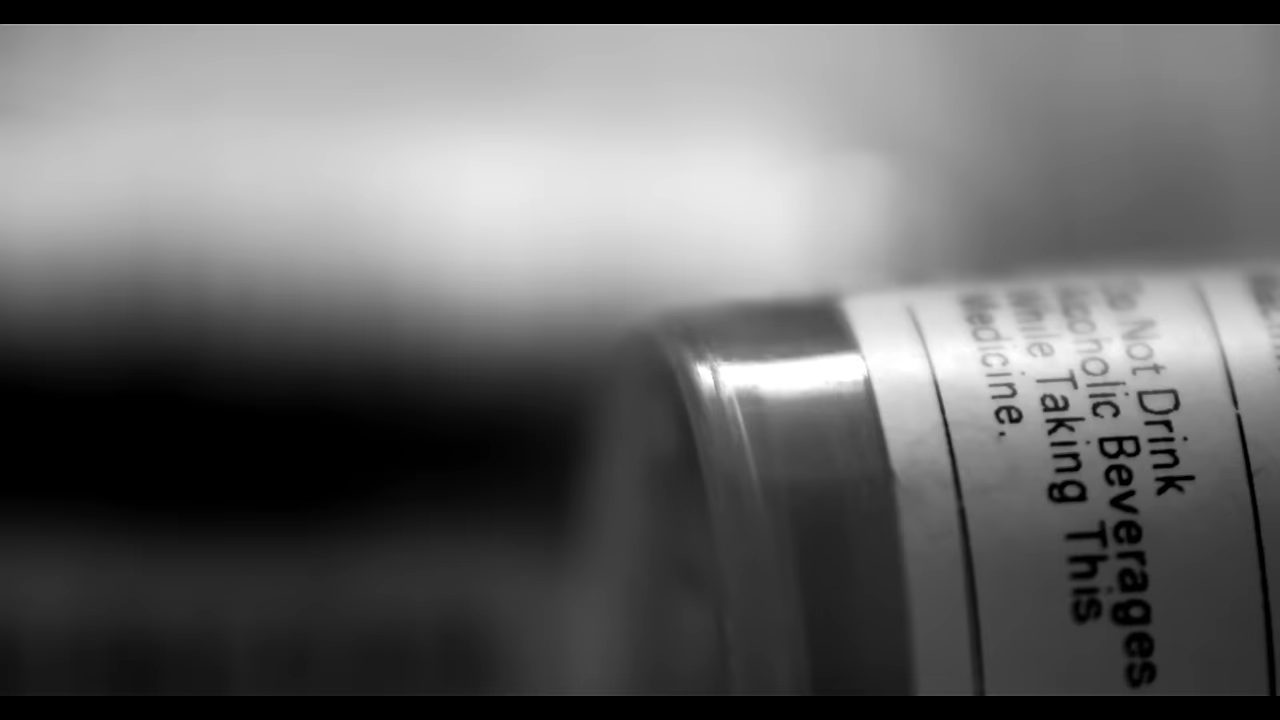 Do Not Drink
Alcoholic Beverages
While Taking This
Medicine.